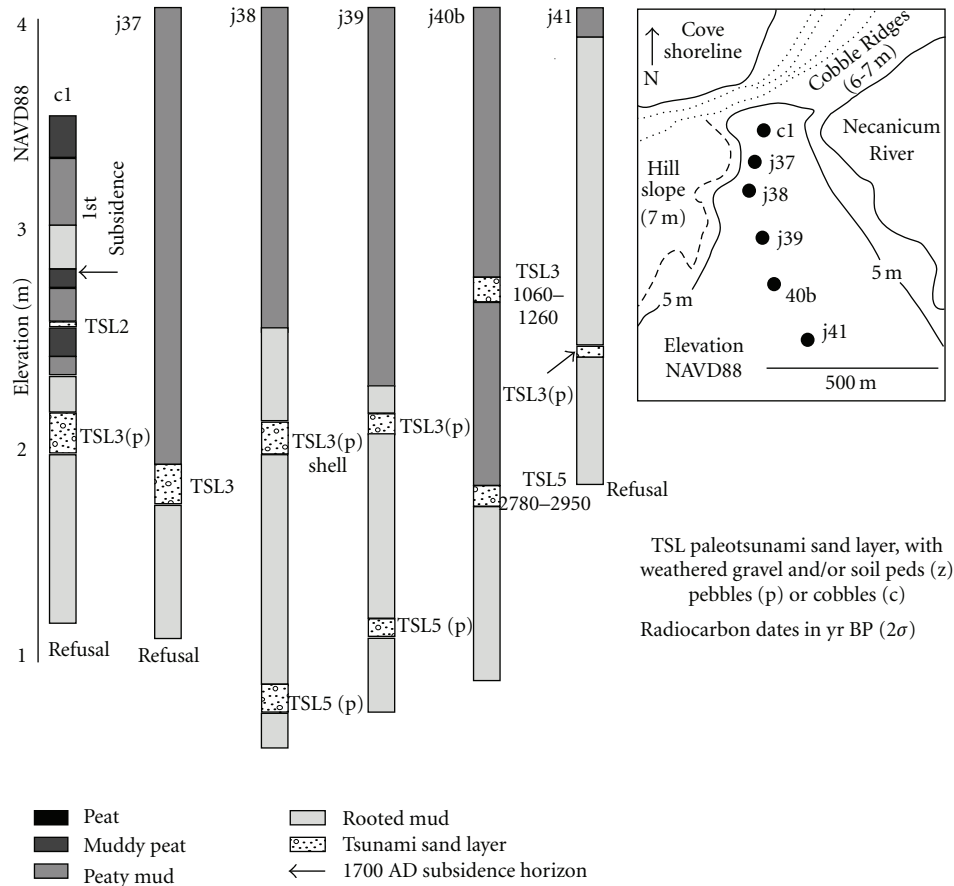 4
NAVD88
3
Elevation (m)
2
1
c1
1st
Subsidence
TSL2
TSL3(p)
Refusal
j37
TSL3
Refusal
j38
TSL3(p)
shell
TSL5 (p)
j39
TSL3(p)
TSL5 (p)
j40b
TSL3
1060–
1260
TSL5
2780–2950
j41
TSL3(p)
Refusal
Cove
shoreline
N
Cobble Ridges
(6-7 m)
Necanicum
River
Hill
slope
(7 m)
c1
j37
j38
j39
40b
j41
5 m
5 m
Elevation
NAVD88
500 m
TSL paleotsunami sand layer, with
weathered gravel and/or soil peds (z)
pebbles (p) or cobbles (c)
Radiocarbon dates in yr BP (2σ)
Peat
Muddy peat
Peaty mud
Rooted mud
Tsunami sand layer
1700 AD subsidence horizon